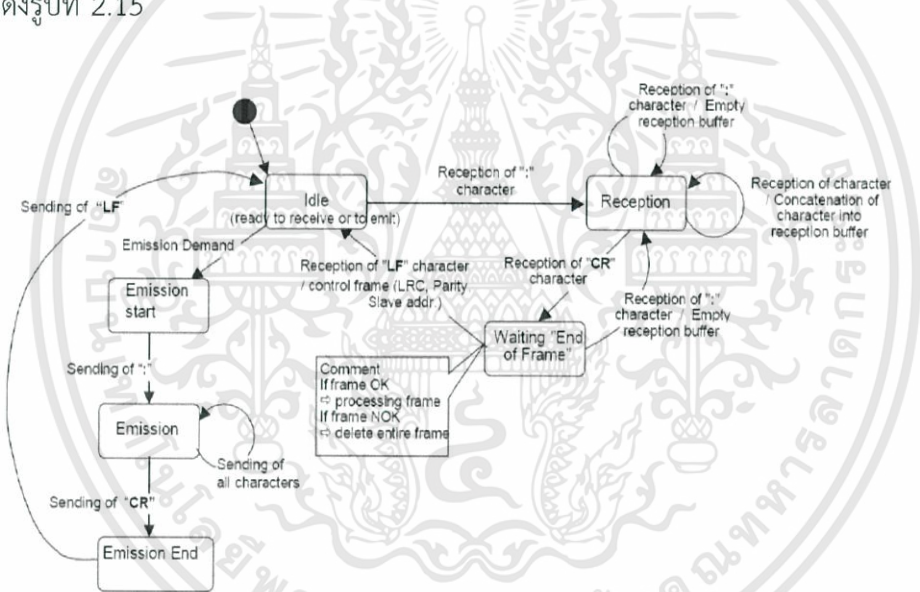 ดังรูปที่ 2.15
Reception of ":"
character / Empty
reception buffer
Reception of ":"
character
Idle
(ready to receive or to emit)
Reception
Reception of character
/ Concatenation of
character into
reception buffer
Sending of "LF"
Emission Demand
Reception of "LF" character
/ control frame (LRC, Parity
Slave addr.)
Reception of "CR"
character
Emission
start
Reception of ":"
character / Empty
reception buffer
Waiting "End
of Frame"
Comment
If frame OK
⇨ processing frame
If frame NOK
⇨ delete entire frame
Sending of ":"
Emission
Sending of
all characters
Sending of "CR"
Emission End